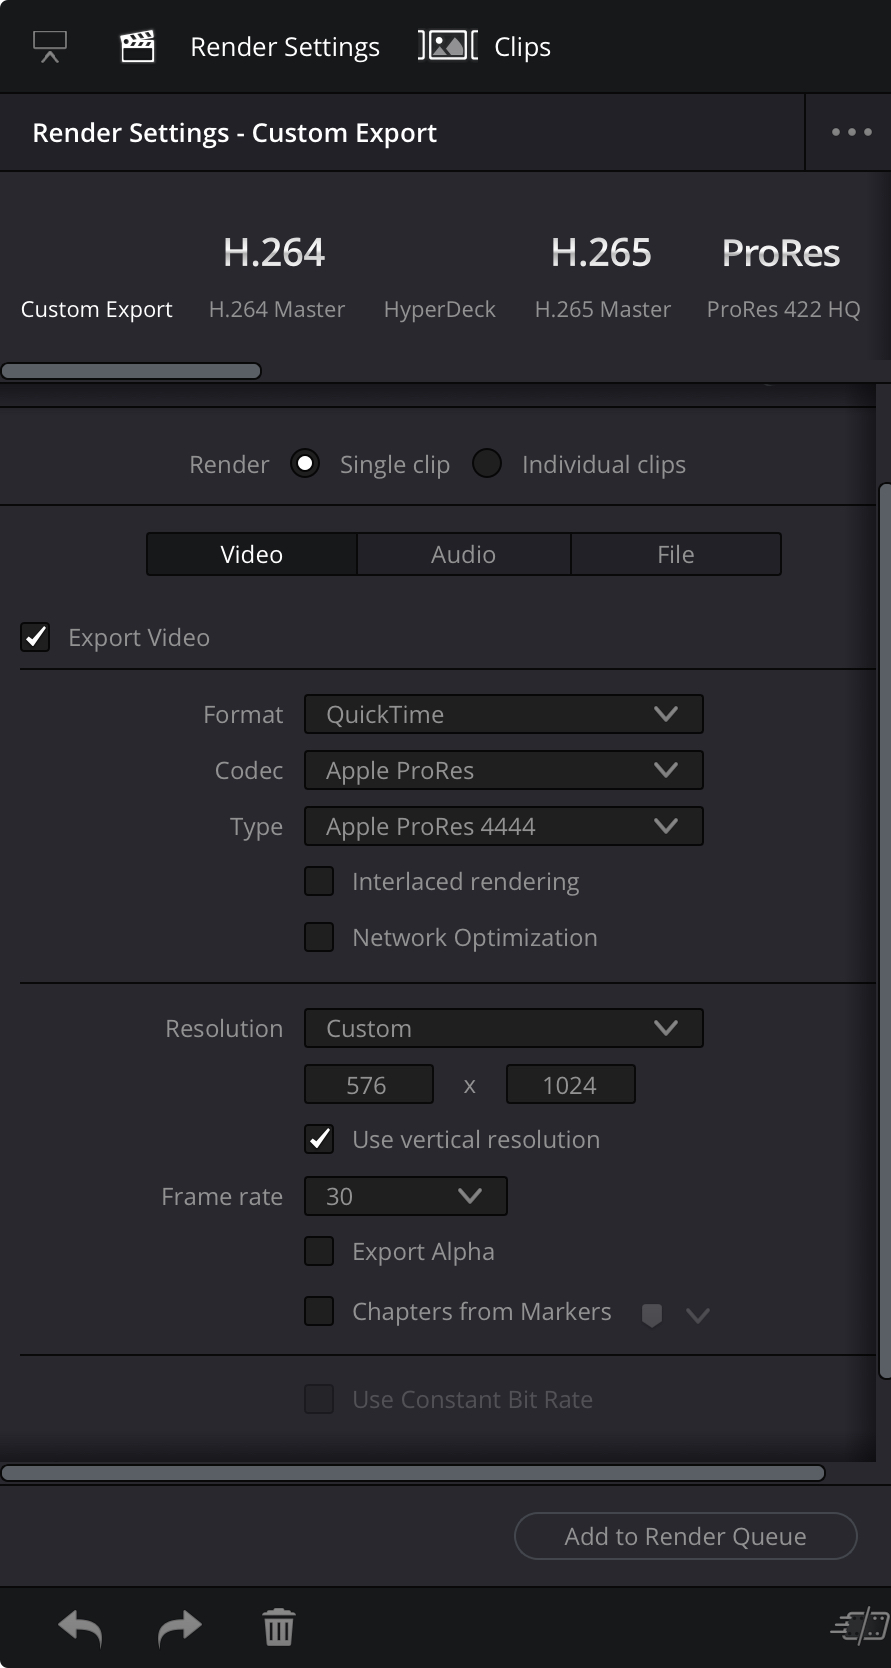 Render Settings Clips
Render Settings - Custom Export
H.264 H.265 ProRes
Custom Export H.264 Master HyperDeck H.265 Master ProRes 422 HQ
Render Single clip Individual clips
Video Audio File
Export Video
Format QuickTime
Codec Apple ProRes
Type Apple ProRes 4444
Interlaced rendering
Network Optimization
Resolution Custom
576 x 1024
Use vertical resolution
Frame rate 30
Export Alpha
Chapters from Markers
Use Constant Bit Rate
Add to Render Queue